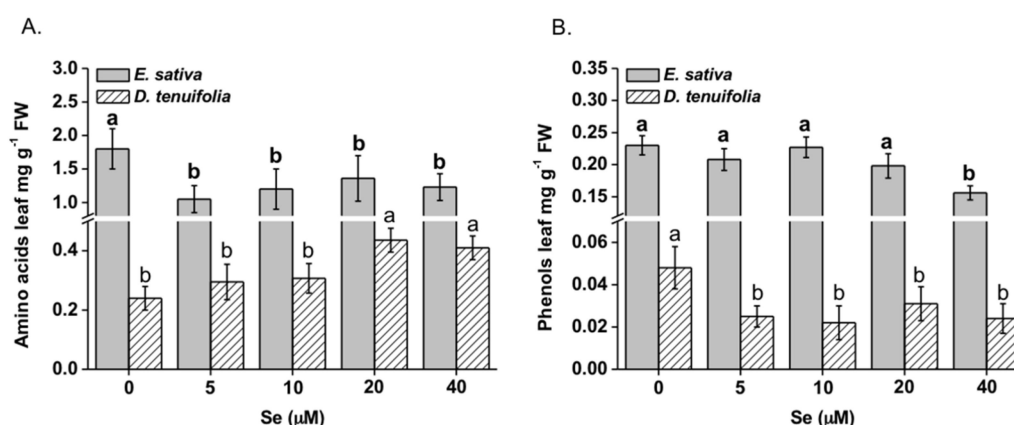 A.
Amino acids leaf mg g⁻¹ FW
3.0
2.5
2.0
1.5
1.0
0.4
0.2
0.0
E. sativa
D. tenuifolia
a
b
b
b
b
b
b
b
a
a
0 5 10 20 40
Se (µM)
B.
Phenols leaf mg g⁻¹ FW
0.35
0.30
0.25
0.20
0.15
0.06
0.04
0.02
0.00
E. sativa
D. tenuifolia
a
a
a
a
b
a
b
b
b
b
0 5 10 20 40
Se (µM)